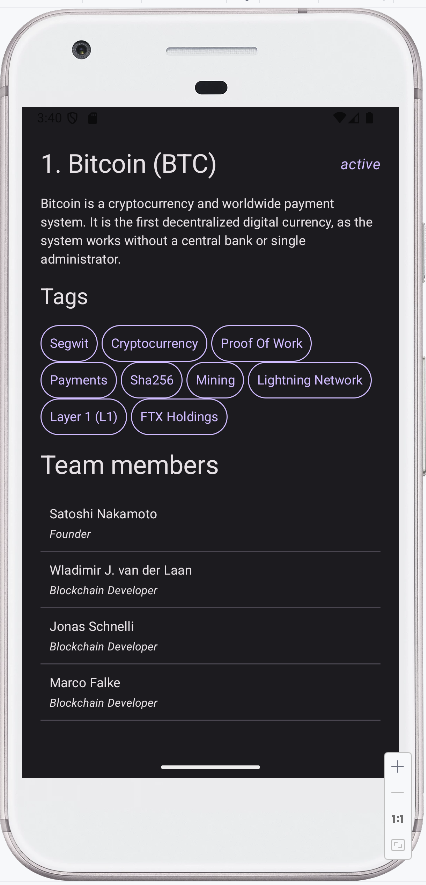 3:40
1. Bitcoin (BTC) active
Bitcoin is a cryptocurrency and worldwide payment
system. It is the first decentralized digital currency, as the
system works without a central bank or single
administrator.
Tags
Segwit Cryptocurrency Proof Of Work
Payments Sha256 Mining Lightning Network
Layer 1 (L1) FTX Holdings
Team members
Satoshi Nakamoto
Founder
Wladimir J. van der Laan
Blockchain Developer
Jonas Schnelli
Blockchain Developer
Marco Falke
Blockchain Developer
1:1